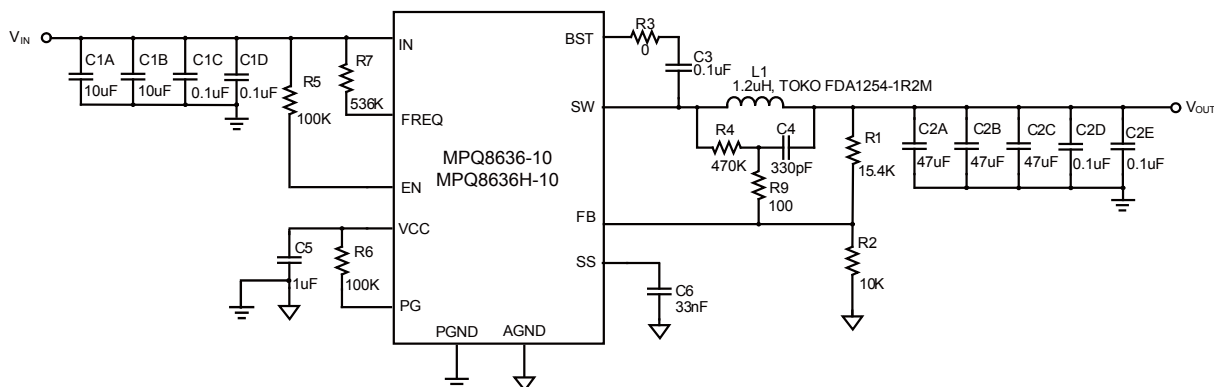 VIN
C1A
10uF
C1B
10uF
C1C
0.1uF
C1D
0.1uF
R5
100K
R7
536K
IN
FREQ
EN
VCC
PG
PGND
AGND
BST
SW
FB
SS
MPQ8636-10
MPQ8636H-10
C5
1uF
R6
100K
R3
0
C3
0.1uF
L1
1.2uH, TOKO FDA1254-1R2M
R4
470K
C4
330pF
R9
100
R1
15.4K
R2
10K
C6
33nF
C2A
47uF
C2B
47uF
C2C
47uF
C2D
0.1uF
C2E
0.1uF
VOUT